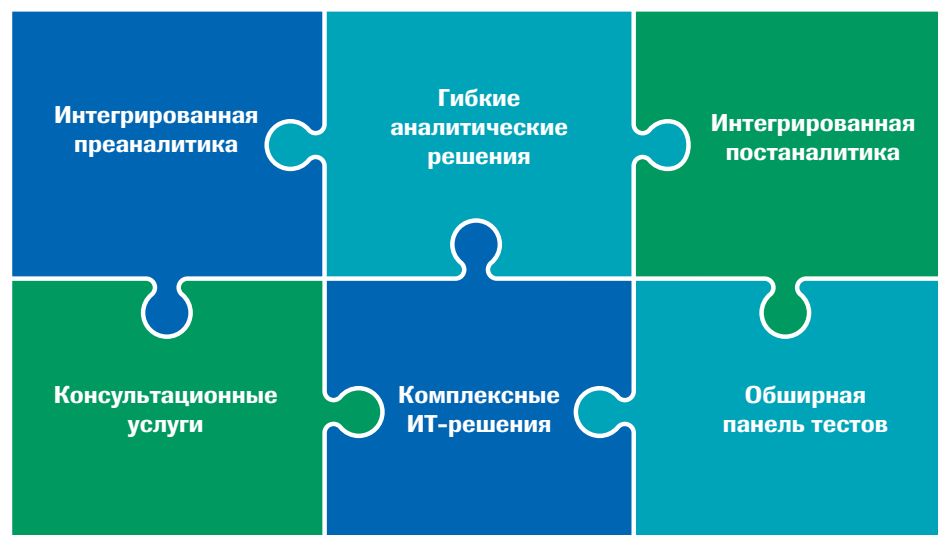 Интегрированная
преаналитика
Гибкие
аналитические
решения
Интегрированная
постаналитика
Консультационные
услуги
Комплексные
ИТ-решения
Обширная
панель тестов